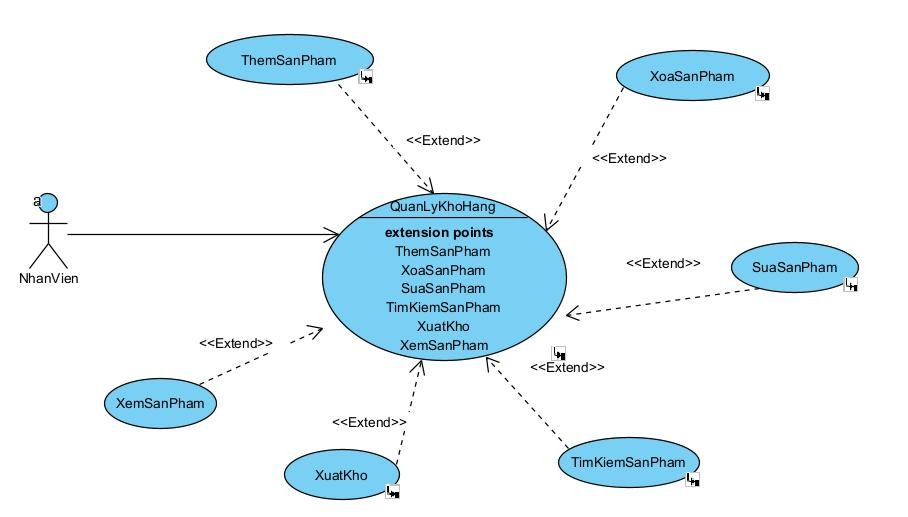 ThemSanPham
XoaSanPham
<<Extend>>
<<Extend>>
a
NhanVien
QuanLyKhoHang
extension points
ThemSanPham
XoaSanPham
SuaSanPham
TimKiemSanPham
XuatKho
XemSanPham
<<Extend>>
SuaSanPham
<<Extend>>
XemSanPham
<<Extend>>
<<Extend>>
XuatKho
TimKiemSanPham